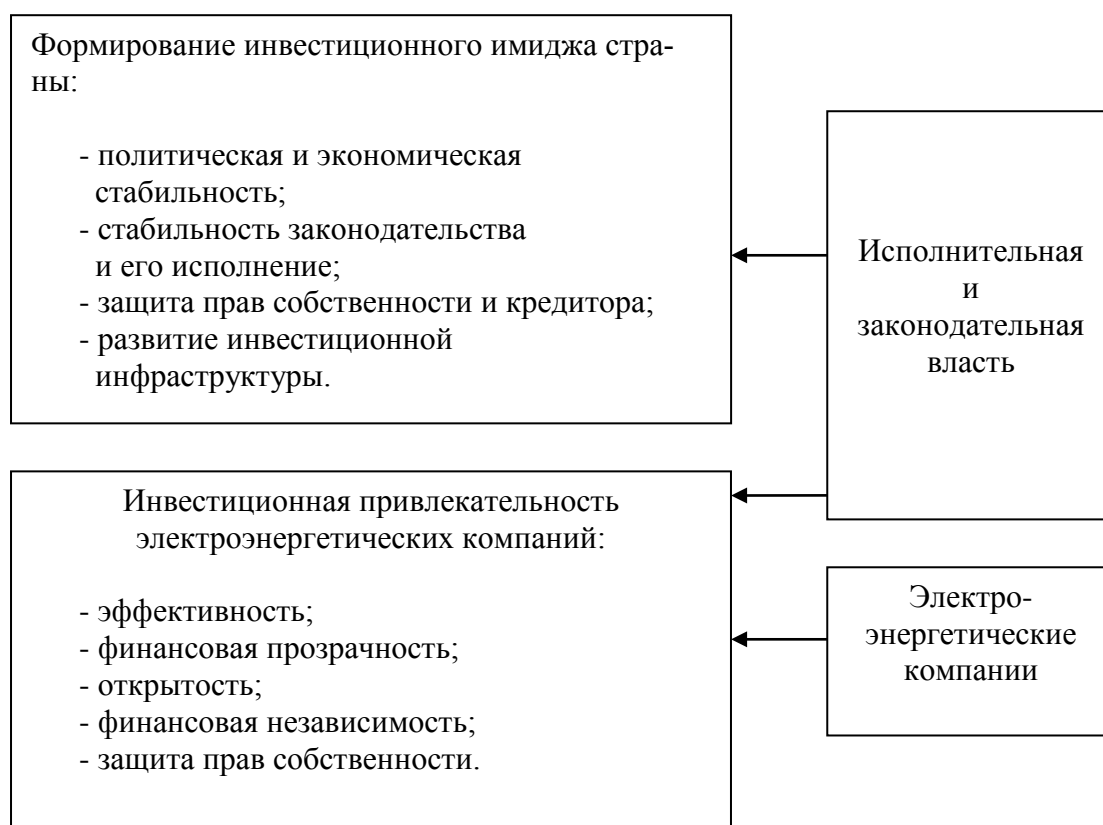 Формирование инвестиционного имиджа стра-
ны:
- политическая и экономическая
стабильность;
- стабильность законодательства
и его исполнение;
- защита прав собственности и кредитора;
- развитие инвестиционной
инфраструктуры.
Исполнительная
и
законодательная
власть
Инвестиционная привлекательность
электроэнергетических компаний:
- эффективность;
- финансовая прозрачность;
- открытость;
- финансовая независимость;
- защита прав собственности.
Электро-
энергетические
компании